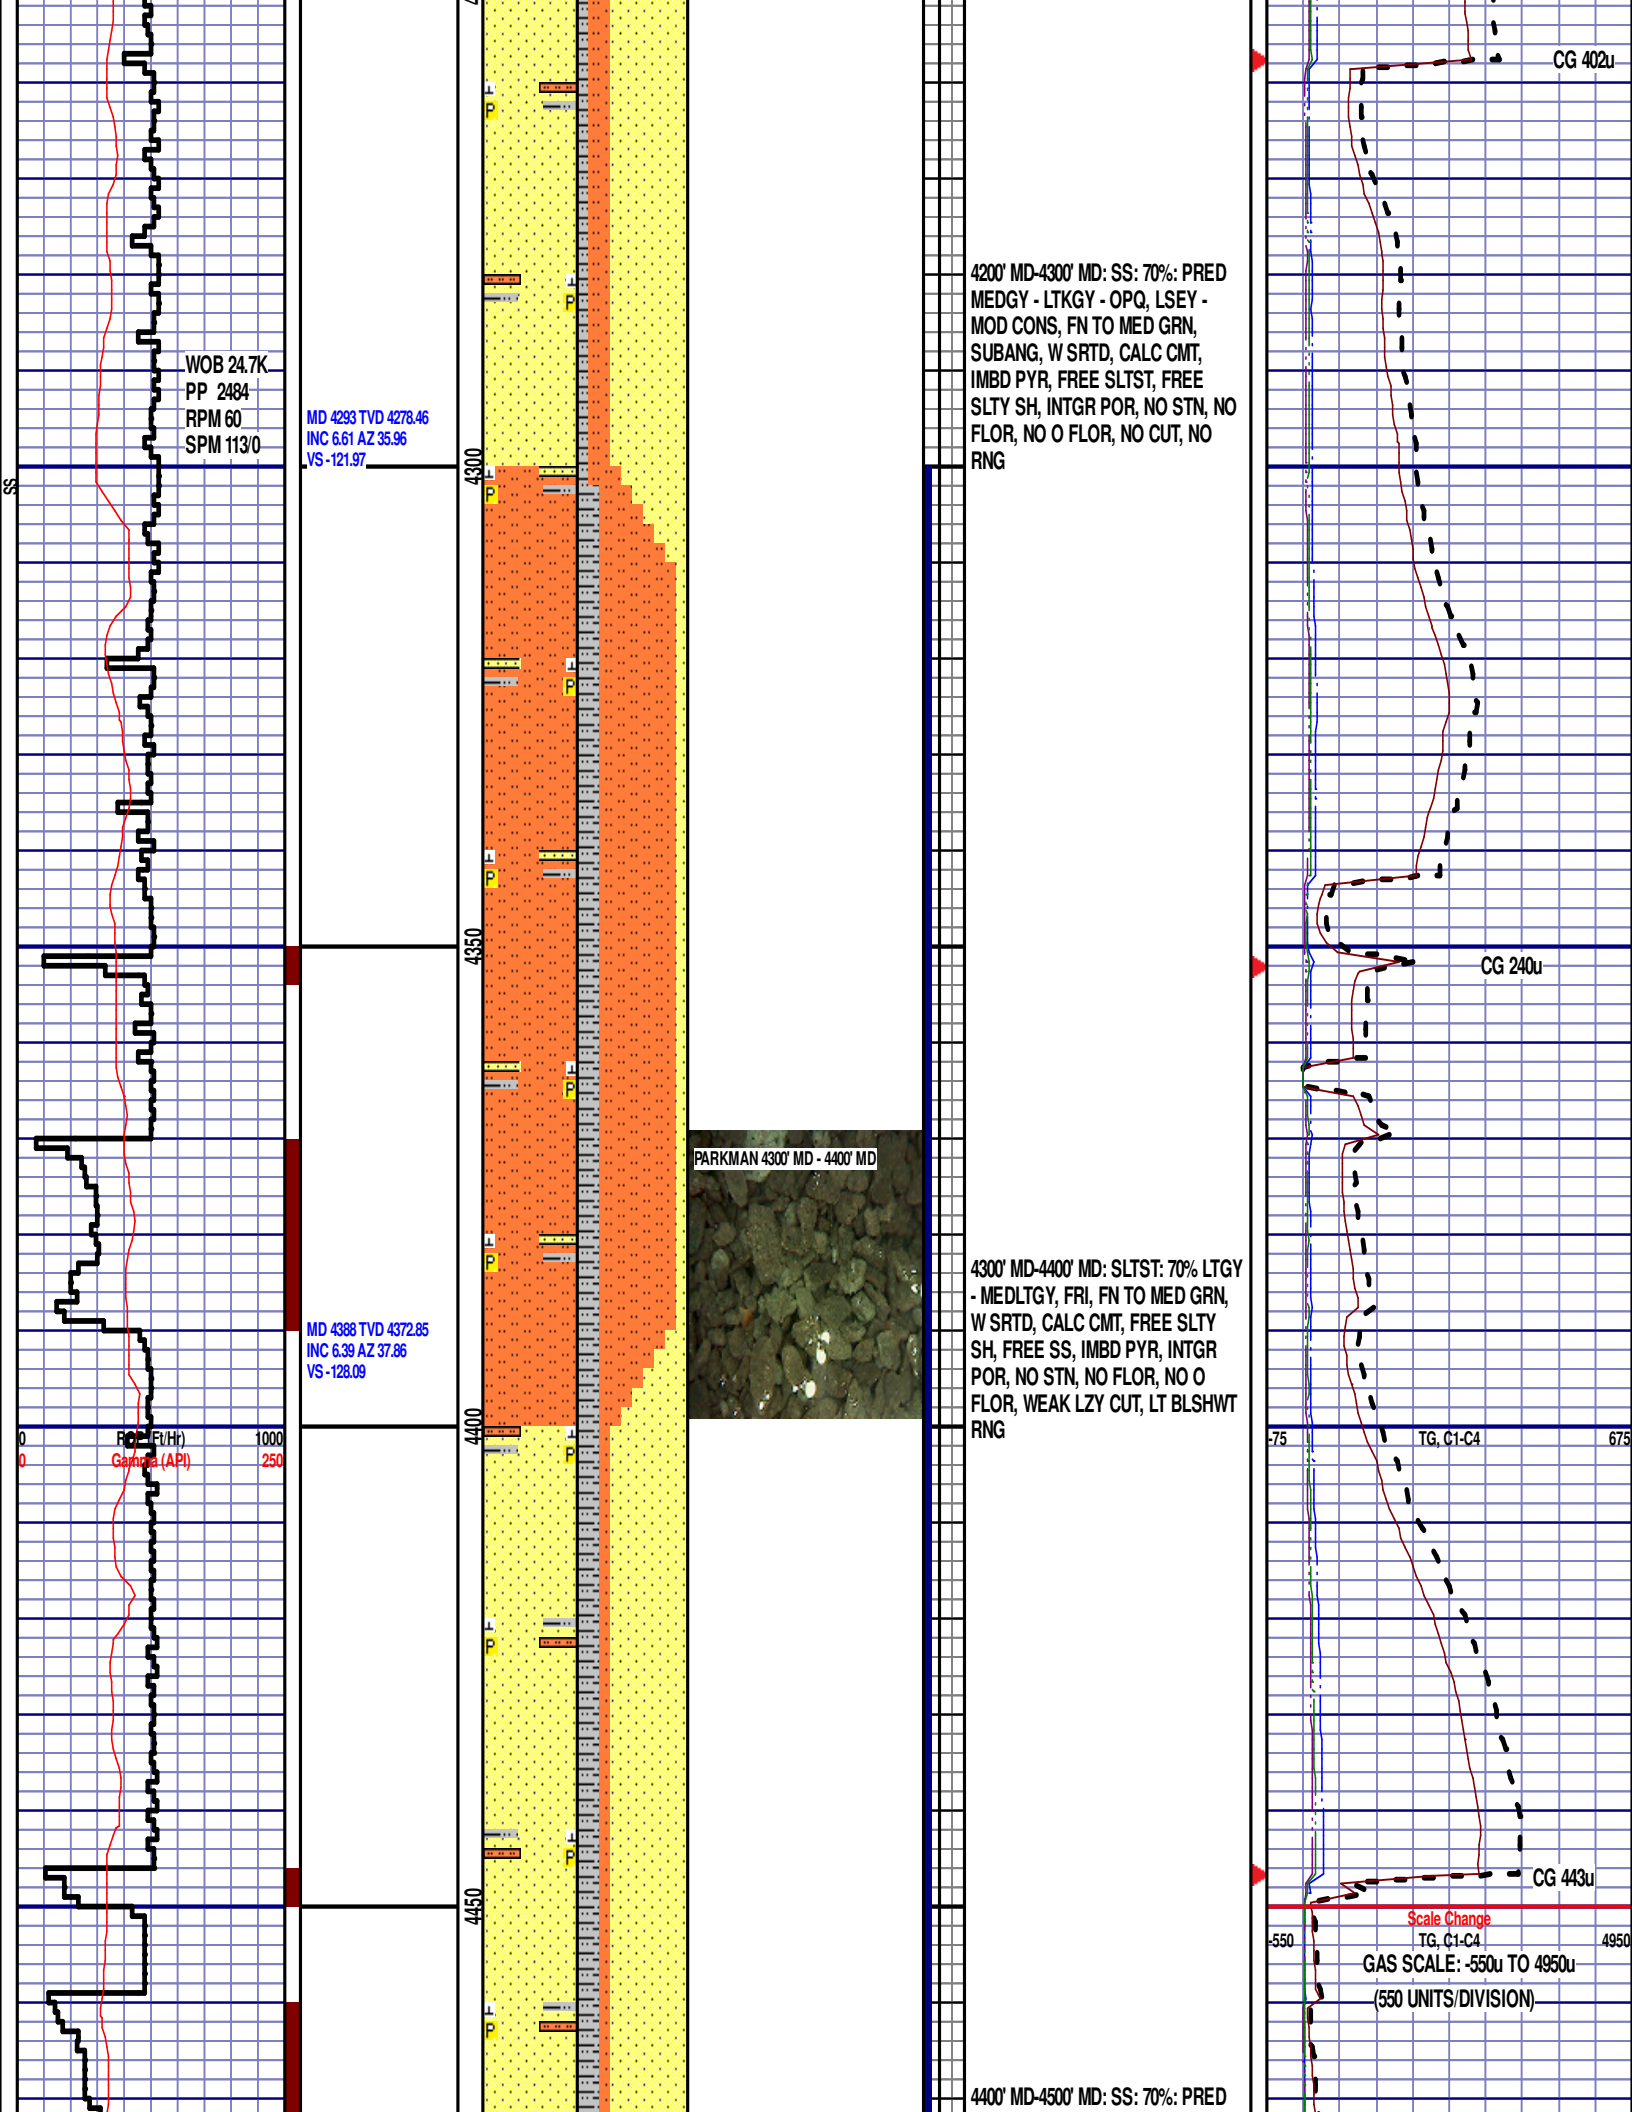 CG 402u
4200' MD-4300' MD: SS: 70%: PRED
MEDGY - LTKGY - OPQ, LSEY -
MOD CONS, FN TO MED GRN,
SUBANG, W SRTD, CALC CMT,
IMBD PYR, FREE SLTST, FREE
SLTY SH, INTGR POR, NO STN, NO
FLOR, NO O FLOR, NO CUT, NO
RNG
WOB 24.7K
PP 2484
RPM 60
SPM 113/0
MD 4293 TVD 4278.46
INC 6.61 AZ 35.96
VS -121.97
SS
4300
4350
CG 240u
PARKMAN 4300' MD - 4400' MD
4300' MD-4400' MD: SLTST: 70% LTGY
- MEDLTGY, FRI, FN TO MED GRN,
W SRTD, CALC CMT, FREE SLTY
SH, FREE SS, IMBD PYR, INTGR
POR, NO STN, NO FLOR, NO O
FLOR, WEAK LZY CUT, LT BLSHWT
RNG
MD 4388 TVD 4372.85
INC 6.39 AZ 37.86
VS -128.09
4400
0 ROP (Ft/Hr) 1000
0 Gamma (API) 250
-75 TG, C1-C4 675
CG 443u
4450
Scale Change
-550 TG, C1-C4 4950
GAS SCALE: -550u TO 4950u
(550 UNITS/DIVISION)
4400' MD-4500' MD: SS: 70%: PRED
P
P
P
P
P
P
P
P
P
P
P